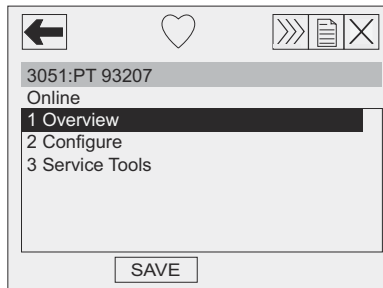 3051:PT 93207
Online
1 Overview
2 Configure
3 Service Tools
SAVE